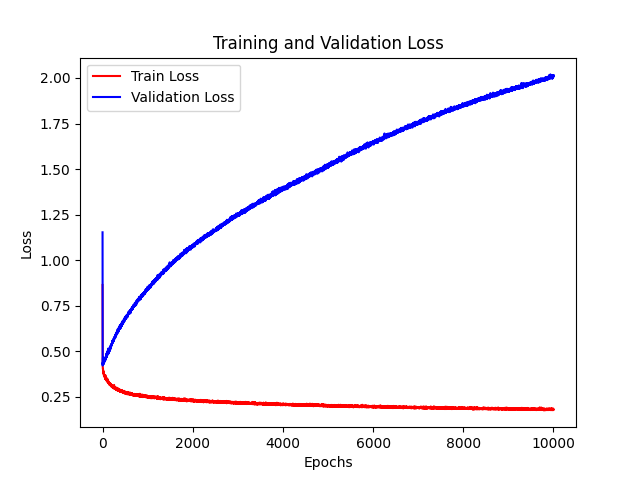 Training and Validation Loss
Train Loss
Validation Loss
2.00
1.75
1.50
1.25
1.00
0.75
0.50
0.25
Loss
0 2000 4000 6000 8000 10000
Epochs